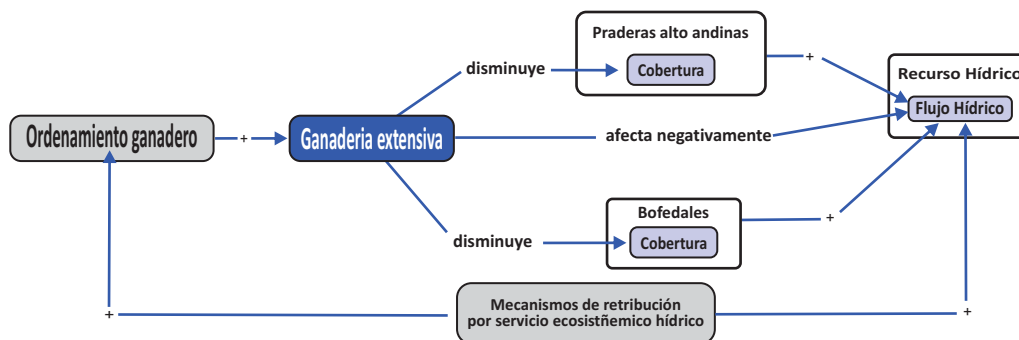 Praderas alto andinas
disminuye
Cobertura
+
Recurso Hídrico
Flujo Hídrico
Ordenamiento ganadero
+
Ganaderia extensiva
afecta negativamente
Bofedales
+
disminuye
Cobertura
Mecanismos de retribución
por servicio ecosistñemico hídrico
+
+